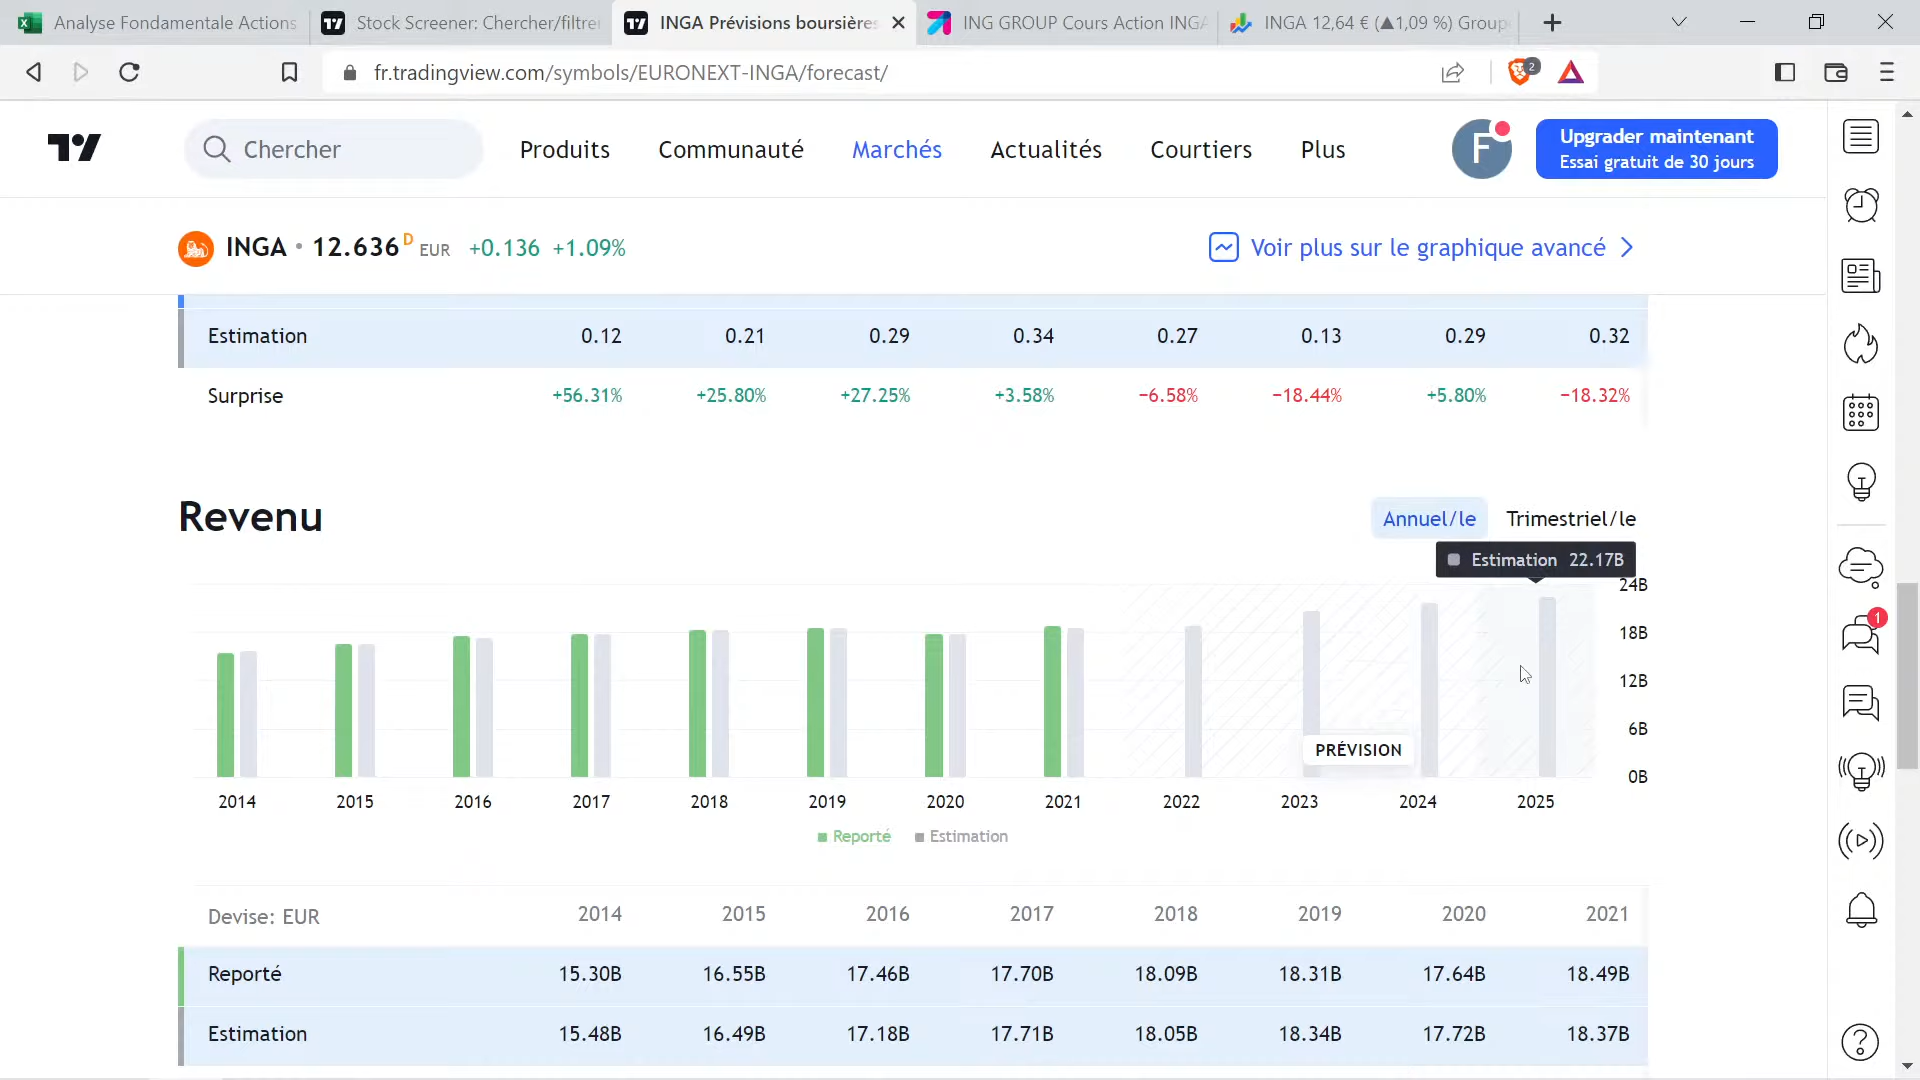 Analyse Fondamentale Actions
Stock Screener: Chercher/filtrer
INGA Prévisions boursières
ING GROUP Cours Action INGA
INGA 12,64 € (▲1,09 %) Group
fr.tradingview.com/symbols/EURONEXT-INGA/forecast/
2
Chercher
Produits
Communauté
Marchés
Actualités
Courtiers
Plus
F
Upgrader maintenant
Essai gratuit de 30 jours
INGA • 12.636 D EUR +0.136 +1.09%
Voir plus sur le graphique avancé
Estimation 0.12 0.21 0.29 0.34 0.27 0.13 0.29 0.32
Surprise +56.31% +25.80% +27.25% +3.58% −6.58% −18.44% +5.80% −18.32%
Revenu
Annuel/le Trimestriel/le
Estimation 22.17B
24B
18B
12B
6B
0B
PRÉVISION
2014 2015 2016 2017 2018 2019 2020 2021 2022 2023 2024 2025
Reporté Estimation
Devise: EUR 2014 2015 2016 2017 2018 2019 2020 2021
Reporté 15.30B 16.55B 17.46B 17.70B 18.09B 18.31B 17.64B 18.49B
Estimation 15.48B 16.49B 17.18B 17.71B 18.05B 18.34B 17.72B 18.37B
1